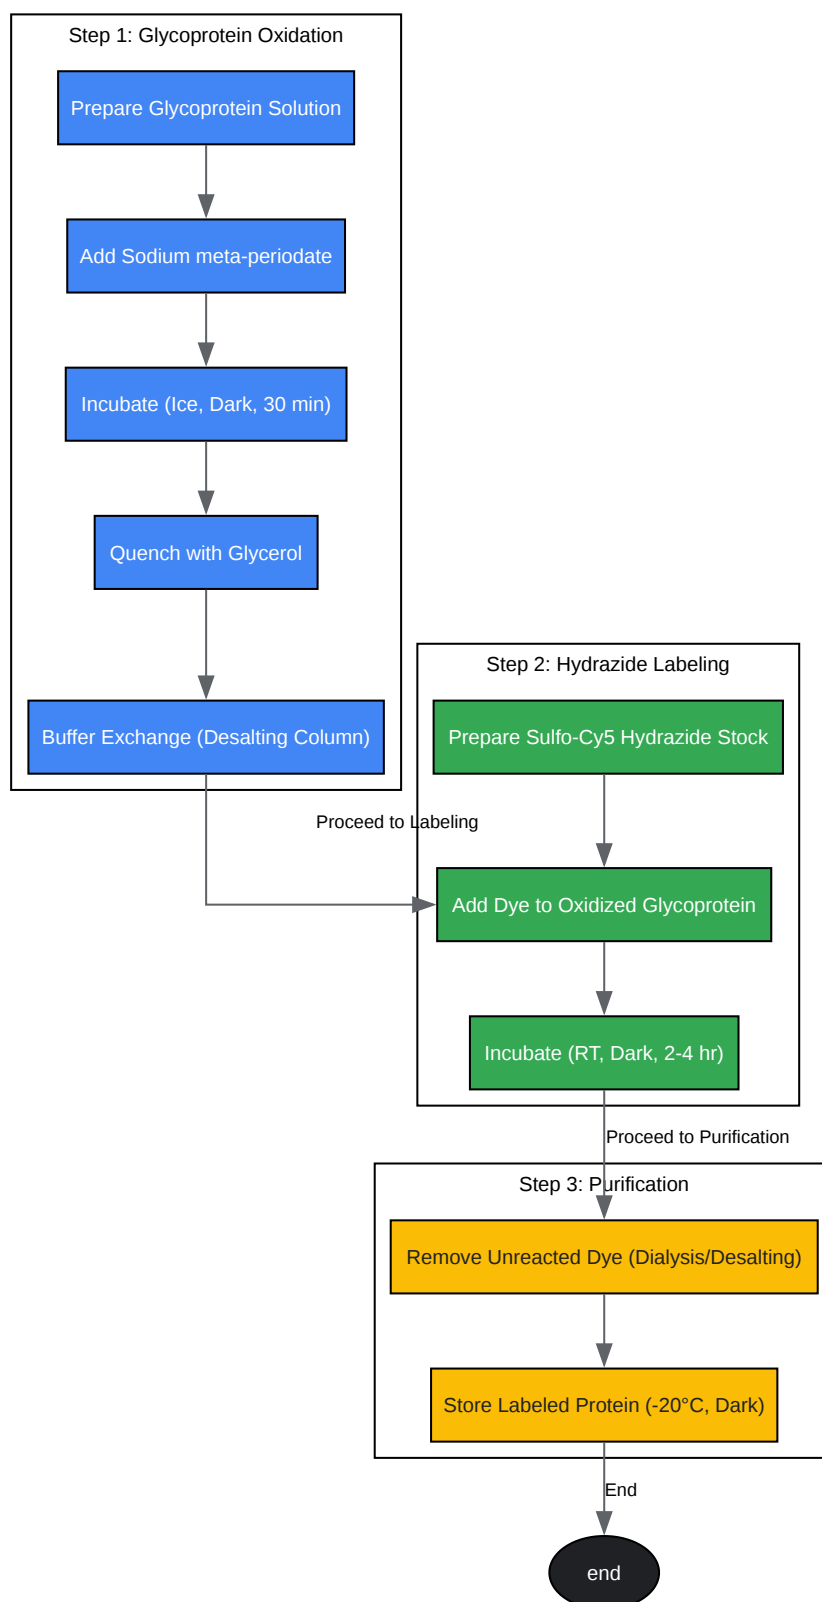 Step 1: Glycoprotein Oxidation
Prepare Glycoprotein Solution
Add Sodium meta-periodate
Incubate (Ice, Dark, 30 min)
Quench with Glycerol
Buffer Exchange (Desalting Column)
Proceed to Labeling
Step 2: Hydrazide Labeling
Prepare Sulfo-Cy5 Hydrazide Stock
Add Dye to Oxidized Glycoprotein
Incubate (RT, Dark, 2-4 hr)
Proceed to Purification
Step 3: Purification
Remove Unreacted Dye (Dialysis/Desalting)
Store Labeled Protein (-20°C, Dark)
End
end